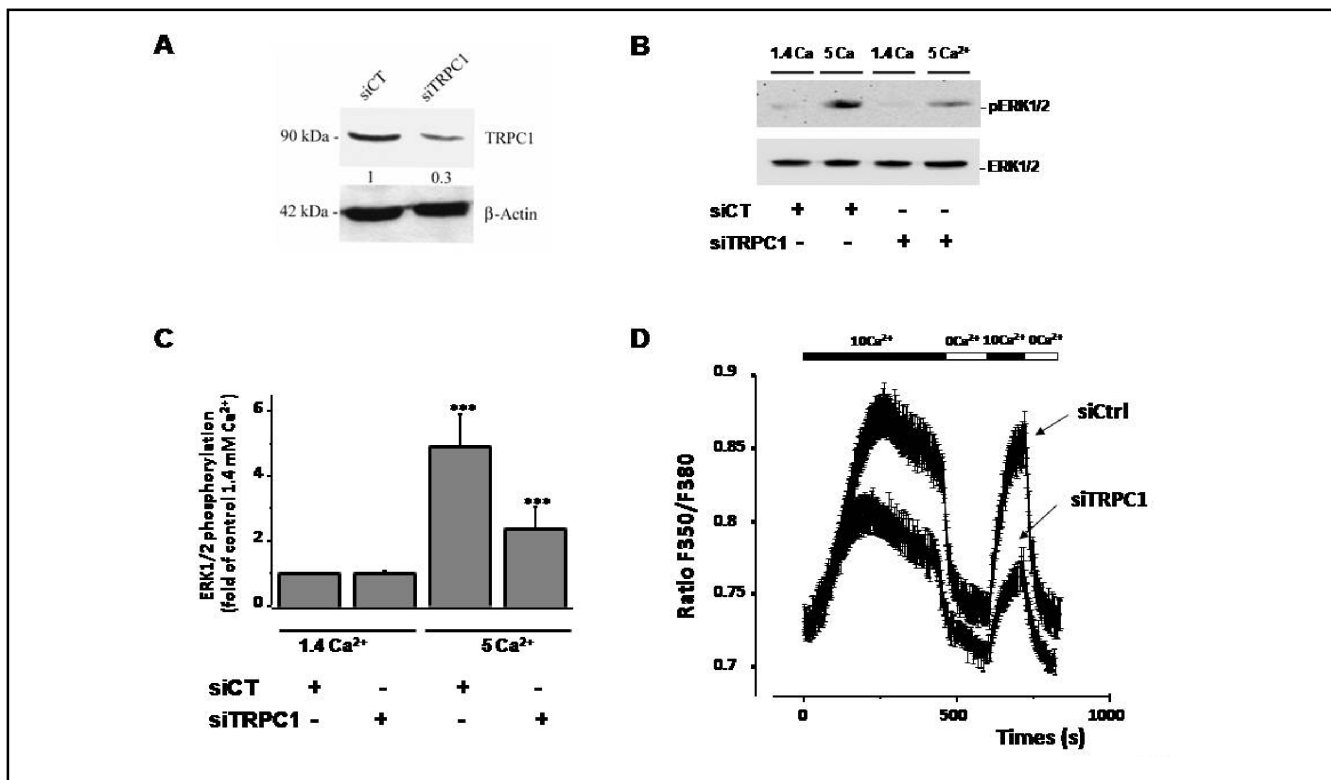 A
siCT siTRPC1
90 kDa - TRPC1
1 0.3
42 kDa - β-Actin
B
1.4 Ca 5 Ca 1.4 Ca 5 Ca²⁺
-pERK1/2
-ERK1/2
siCT + + - -
siTRPC1 - - + +
C
ERK1/2 phosphorylation
(fold of control 1.4 mM Ca²⁺)
6
4
2
0
*** ***
1.4 Ca²⁺ 5 Ca²⁺
siCT + - + -
siTRPC1 - + - +
D
10Ca²⁺ 0Ca²⁺ 10Ca²⁺ 0Ca²⁺
Ratio F350/F380
0.9
0.85
0.8
0.75
0.7
siCtrl
siTRPC1
0 500 1000
Times (s)